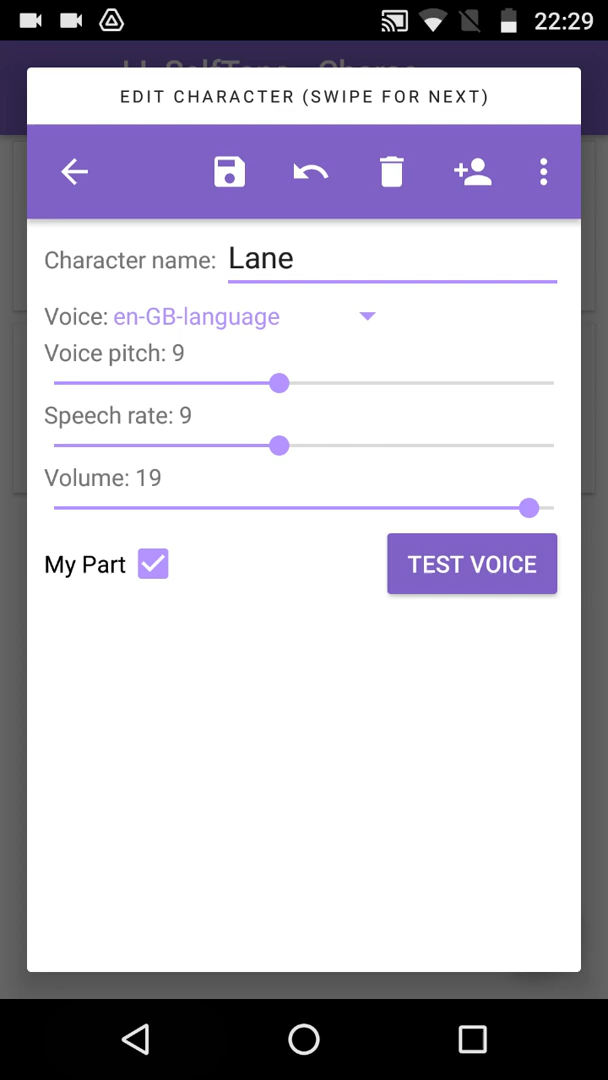 22:29
EDIT CHARACTER (SWIPE FOR NEXT)
Character name: Lane
Voice: en-GB-language
Voice pitch: 9
Speech rate: 9
Volume: 19
My Part
TEST VOICE